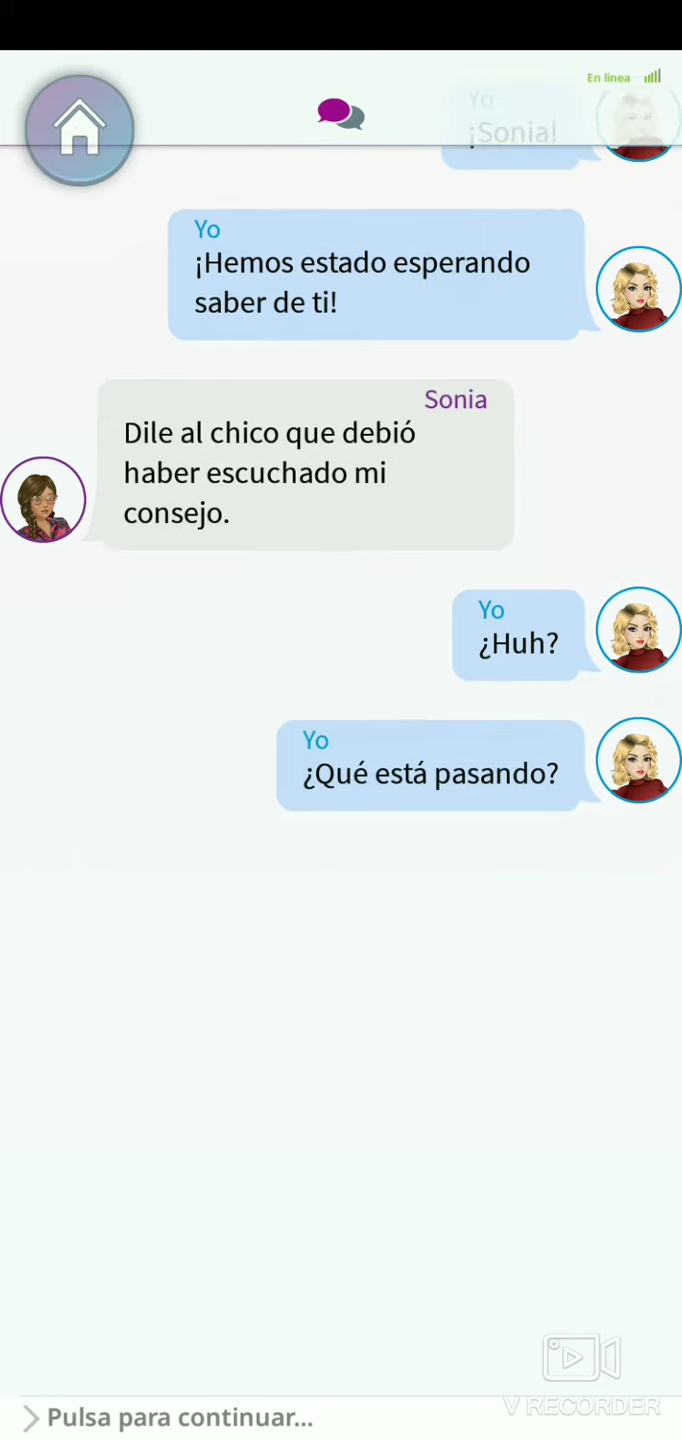 En línea
Yo
¡Sonia!
Yo
¡Hemos estado esperando
saber de ti!
Sonia
Dile al chico que debió
haber escuchado mi
consejo.
Yo
¿Huh?
Yo
¿Qué está pasando?
V RECORDER
Pulsa para continuar...